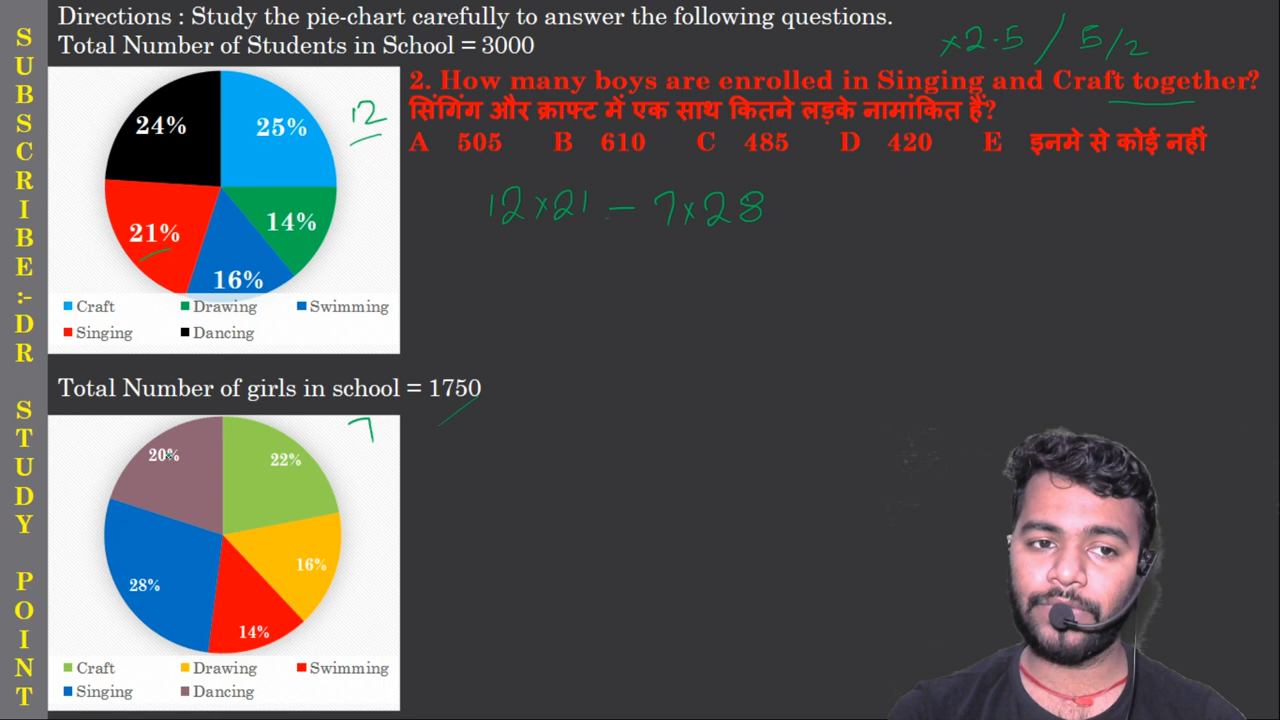 SUBSCRIBE:-DR STUDY POINT
Directions : Study the pie-chart carefully to answer the following questions.
Total Number of Students in School = 3000
×2.5 / 5/2
2. How many boys are enrolled in Singing and Craft together?
सिंगिंग और क्राफ्ट में एक साथ कितने लड़के नामांकित हैं?
A 505 B 610 C 485 D 420 E इनमे से कोई नहीं
24% 25% 12
21% 14%
16%
Craft Drawing Swimming
Singing Dancing
12×21 – 7×28
Total Number of girls in school = 1750
7
20% 22%
28% 16%
14%
Craft Drawing Swimming
Singing Dancing